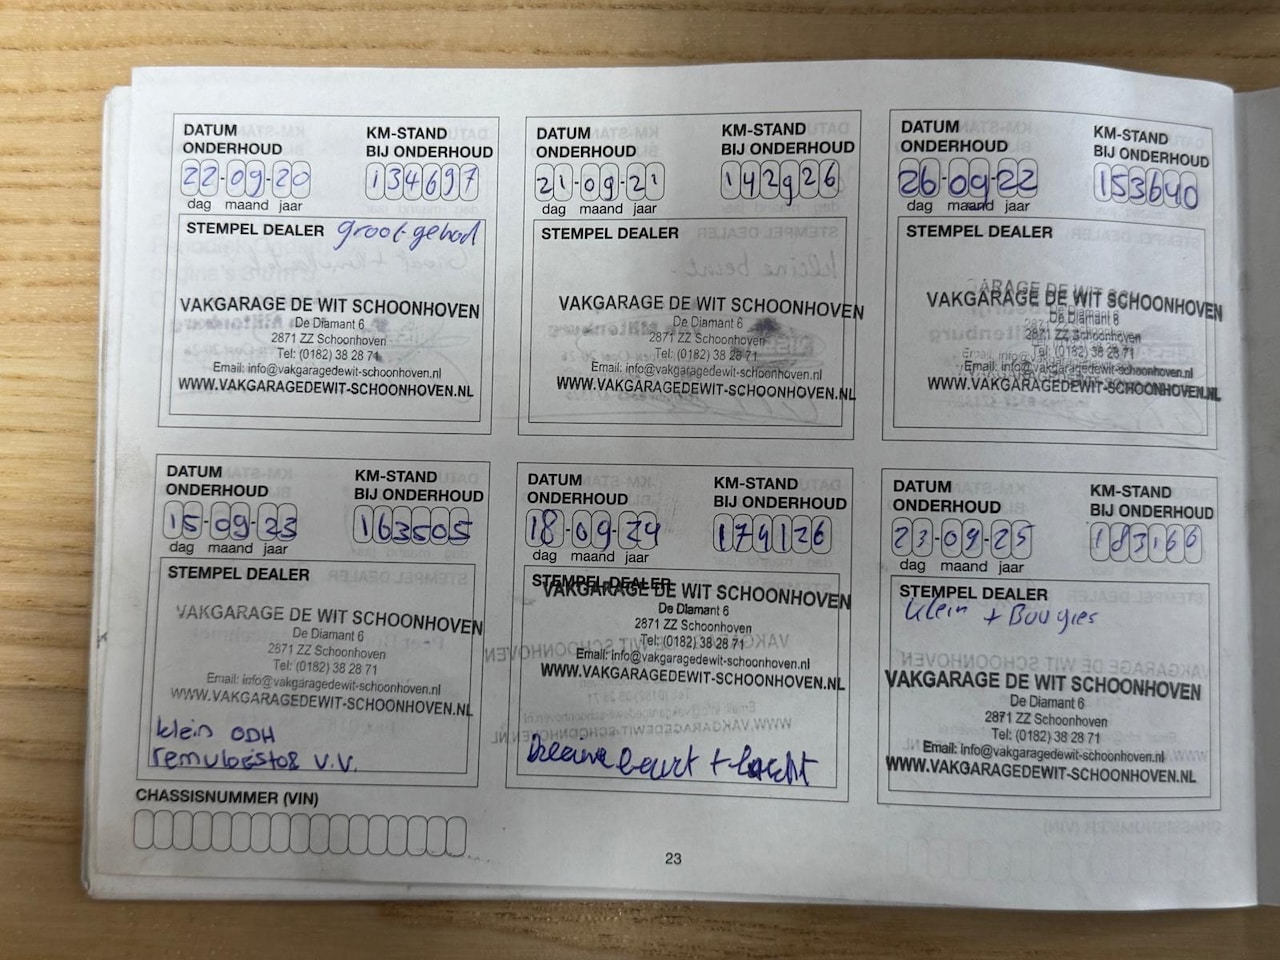 DATUM
ONDERHOUD
KM-STAND
BIJ ONDERHOUD
22-09-20
134697
dag maand jaar
STEMPEL DEALER groot gehad
VAKGARAGE DE WIT SCHOONHOVEN
De Diamant 6
2871 ZZ Schoonhoven
Tel: (0182) 38 28 71
Email: info@vakgaragedewit-schoonhoven.nl
WWW.VAKGARAGEDEWIT-SCHOONHOVEN.NL
DATUM
ONDERHOUD
KM-STAND
BIJ ONDERHOUD
21-09-21
142926
dag maand jaar
STEMPEL DEALER
VAKGARAGE DE WIT SCHOONHOVEN
De Diamant 6
2871 ZZ Schoonhoven
Tel: (0182) 38 28 71
Email: info@vakgaragedewit-schoonhoven.nl
WWW.VAKGARAGEDEWIT-SCHOONHOVEN.NL
DATUM
ONDERHOUD
KM-STAND
BIJ ONDERHOUD
26-09-22
153640
dag maand jaar
STEMPEL DEALER
VAKGARAGE DE WIT SCHOONHOVEN
De Diamant 6
2871 ZZ Schoonhoven
Tel: (0182) 38 28 71
Email: info@vakgaragedewit-schoonhoven.nl
WWW.VAKGARAGEDEWIT-SCHOONHOVEN.NL
DATUM
ONDERHOUD
KM-STAND
BIJ ONDERHOUD
15-09-23
163505
dag maand jaar
STEMPEL DEALER
VAKGARAGE DE WIT SCHOONHOVEN
De Diamant 6
2871 ZZ Schoonhoven
Tel: (0182) 38 28 71
Email: info@vakgaragedewit-schoonhoven.nl
WWW.VAKGARAGEDEWIT-SCHOONHOVEN.NL
klein ODH
remvloeistof V.V.
DATUM
ONDERHOUD
KM-STAND
BIJ ONDERHOUD
18-09-24
174126
dag maand jaar
STEMPEL DEALER
VAKGARAGE DE WIT SCHOONHOVEN
De Diamant 6
2871 ZZ Schoonhoven
Tel: (0182) 38 28 71
Email: info@vakgaragedewit-schoonhoven.nl
WWW.VAKGARAGEDEWIT-SCHOONHOVEN.NL
kleine beurt +
DATUM
ONDERHOUD
KM-STAND
BIJ ONDERHOUD
23-09-25
183166
dag maand jaar
STEMPEL DEALER
klein + Bougies
VAKGARAGE DE WIT SCHOONHOVEN
De Diamant 6
2871 ZZ Schoonhoven
Tel: (0182) 38 28 71
Email: info@vakgaragedewit-schoonhoven.nl
WWW.VAKGARAGEDEWIT-SCHOONHOVEN.NL
CHASSISNUMMER (VIN)
23